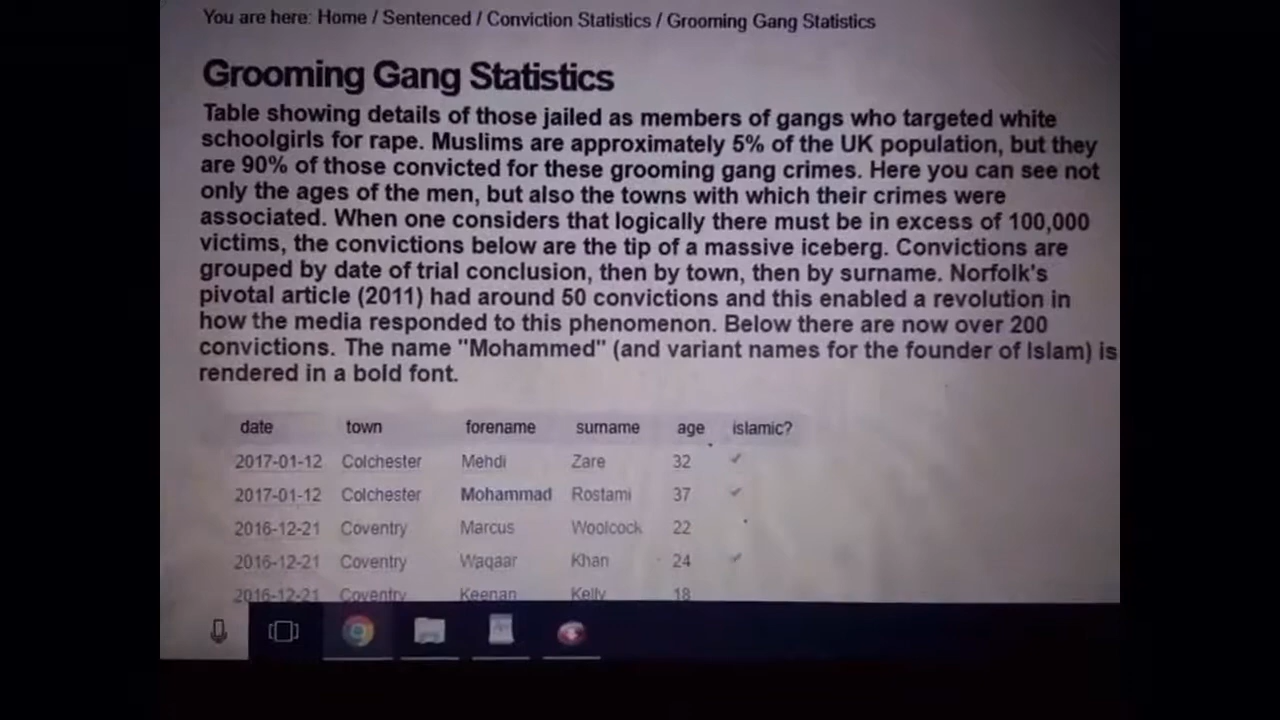 You are here: Home / Sentenced / Conviction Statistics / Grooming Gang Statistics
Grooming Gang Statistics
Table showing details of those jailed as members of gangs who targeted white
schoolgirls for rape. Muslims are approximately 5% of the UK population, but they
are 90% of those convicted for these grooming gang crimes. Here you can see not
only the ages of the men, but also the towns with which their crimes were
associated. When one considers that logically there must be in excess of 100,000
victims, the convictions below are the tip of a massive iceberg. Convictions are
grouped by date of trial conclusion, then by town, then by surname. Norfolk's
pivotal article (2011) had around 50 convictions and this enabled a revolution in
how the media responded to this phenomenon. Below there are now over 200
convictions. The name "Mohammed" (and variant names for the founder of Islam) is
rendered in a bold font.
date town forename surname age islamic?
2017-01-12 Colchester Mehdi Zare 32 ✓
2017-01-12 Colchester Mohammad Rostami 37 ✓
2016-12-21 Coventry Marcus Woolcock 22
2016-12-21 Coventry Waqaar Khan 24 ✓
2016-12-21 Coventry Keenan Kelly 18